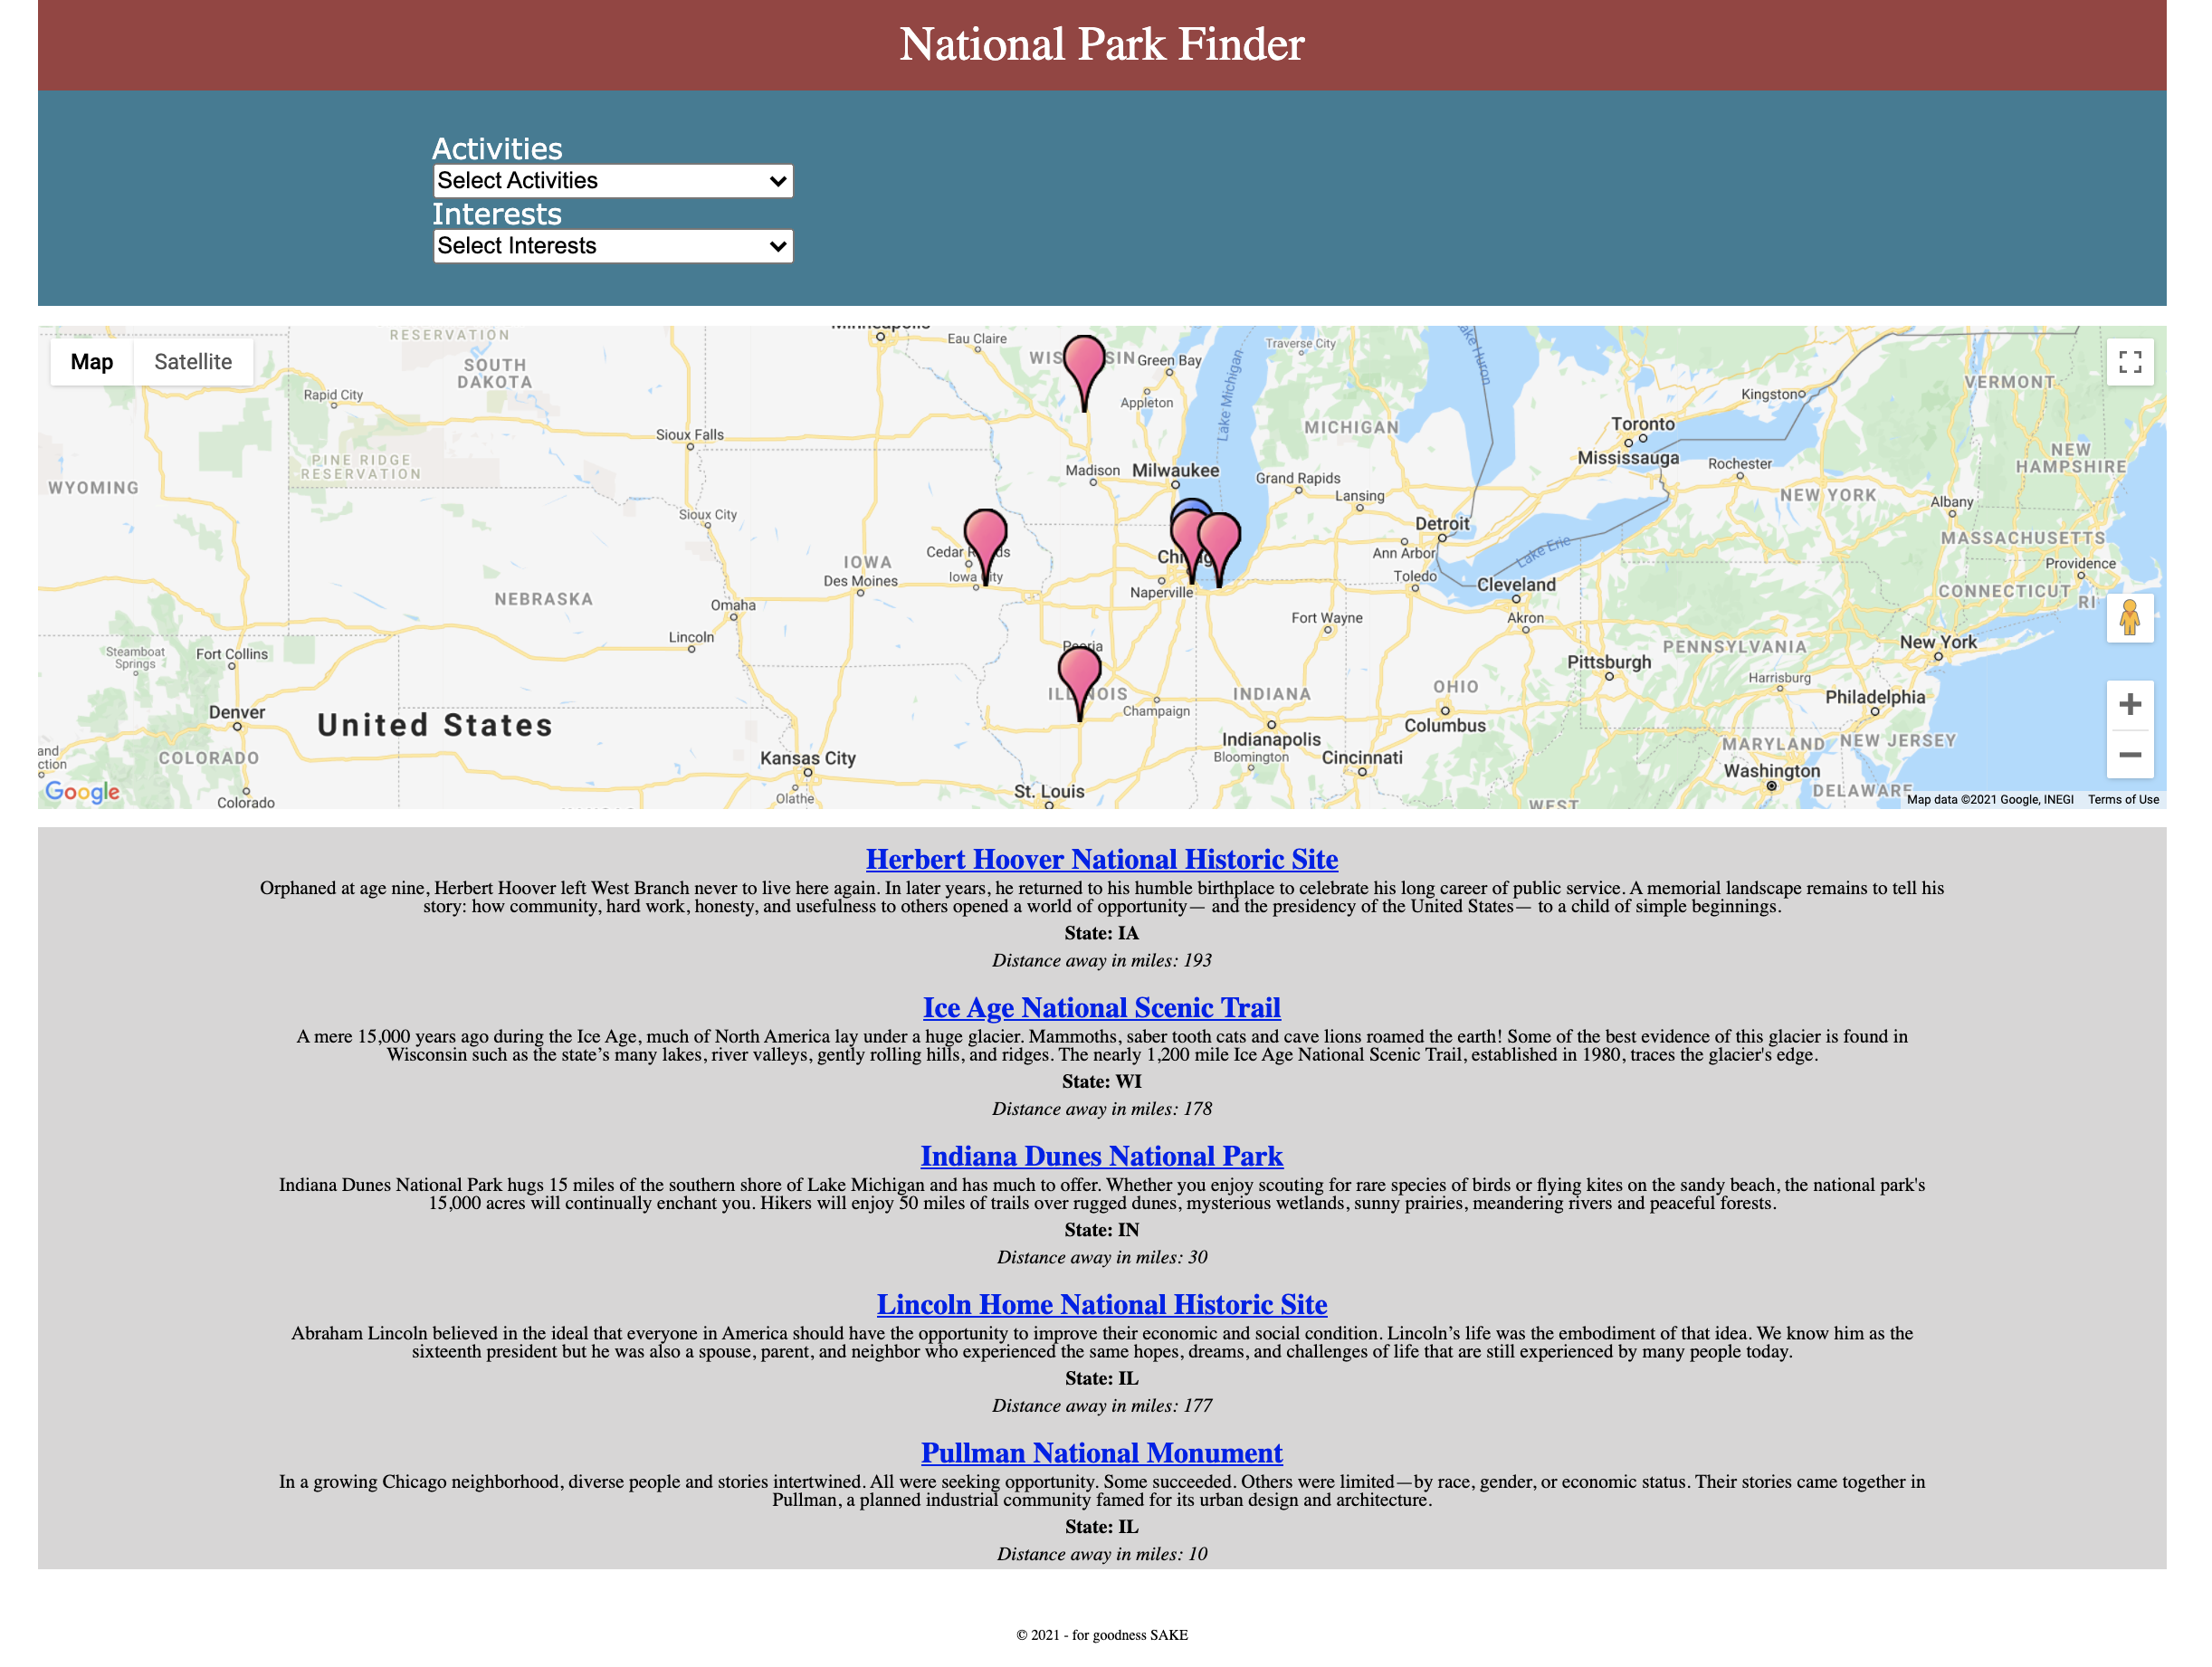 National Park Finder
Activities
Select Activities
Interests
Select Interests
Map
Satellite
RESERVATION
SOUTH
DAKOTA
Rapid City
PINE RIDGE
RESERVATION
WYOMING
Sioux Falls
Sioux City
Eau Claire
Green Bay
Appleton
Lake Michigan
Traverse City
Lake Huron
MICHIGAN
Madison
Milwaukee
Grand Rapids
Lansing
Detroit
Ann Arbor
Toledo
Lake Erie
Cleveland
Akron
Toronto
Mississauga
Kingston
Rochester
NEW YORK
VERMONT
NEW
HAMPSHIRE
Albany
MASSACHUSETTS
Providence
CONNECTICUT
RI
IOWA
Des Moines
NEBRASKA
Omaha
Lincoln
Naperville
Fort Wayne
Steamboat
Springs
Fort Collins
Denver
United States
COLORADO
Colorado
Kansas City
Olathe
St. Louis
Champaign
INDIANA
Indianapolis
Bloomington
OHIO
Columbus
Cincinnati
Pittsburgh
PENNSYLVANIA
Harrisburg
New York
Philadelphia
MARYLAND
NEW JERSEY
Washington
DELAWARE
WEST
Google
Map data ©2021 Google, INEGI
Terms of Use
Herbert Hoover National Historic Site
Orphaned at age nine, Herbert Hoover left West Branch never to live here again. In later years, he returned to his humble birthplace to celebrate his long career of public service. A memorial landscape remains to tell his
story: how community, hard work, honesty, and usefulness to others opened a world of opportunity— and the presidency of the United States— to a child of simple beginnings.
State: IA
Distance away in miles: 193
Ice Age National Scenic Trail
A mere 15,000 years ago during the Ice Age, much of North America lay under a huge glacier. Mammoths, saber tooth cats and cave lions roamed the earth! Some of the best evidence of this glacier is found in
Wisconsin such as the state’s many lakes, river valleys, gently rolling hills, and ridges. The nearly 1,200 mile Ice Age National Scenic Trail, established in 1980, traces the glacier's edge.
State: WI
Distance away in miles: 178
Indiana Dunes National Park
Indiana Dunes National Park hugs 15 miles of the southern shore of Lake Michigan and has much to offer. Whether you enjoy scouting for rare species of birds or flying kites on the sandy beach, the national park's
15,000 acres will continually enchant you. Hikers will enjoy 50 miles of trails over rugged dunes, mysterious wetlands, sunny prairies, meandering rivers and peaceful forests.
State: IN
Distance away in miles: 30
Lincoln Home National Historic Site
Abraham Lincoln believed in the ideal that everyone in America should have the opportunity to improve their economic and social condition. Lincoln’s life was the embodiment of that idea. We know him as the
sixteenth president but he was also a spouse, parent, and neighbor who experienced the same hopes, dreams, and challenges of life that are still experienced by many people today.
State: IL
Distance away in miles: 177
Pullman National Monument
In a growing Chicago neighborhood, diverse people and stories intertwined. All were seeking opportunity. Some succeeded. Others were limited—by race, gender, or economic status. Their stories came together in
Pullman, a planned industrial community famed for its urban design and architecture.
State: IL
Distance away in miles: 10
© 2021 - for goodness SAKE